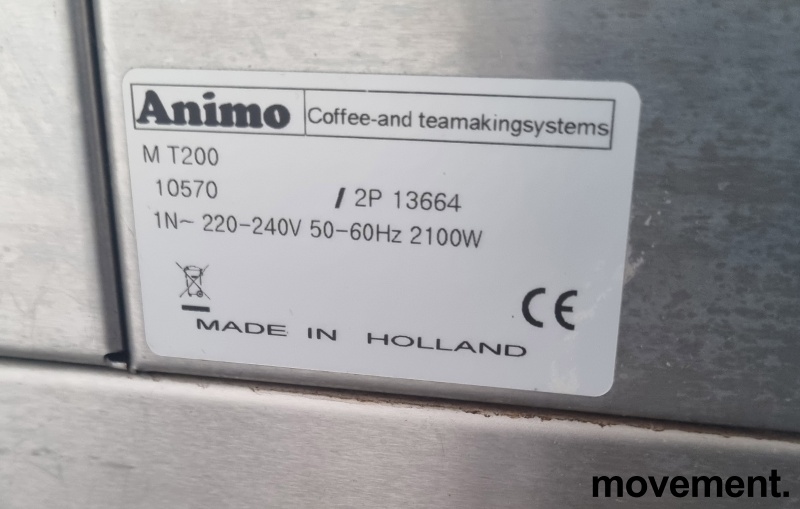 Animo Coffee-and teamakingsystems
M T200
10570 / 2P 13664
1N~ 220-240V 50-60Hz 2100W
CE
MADE IN HOLLAND
movement.